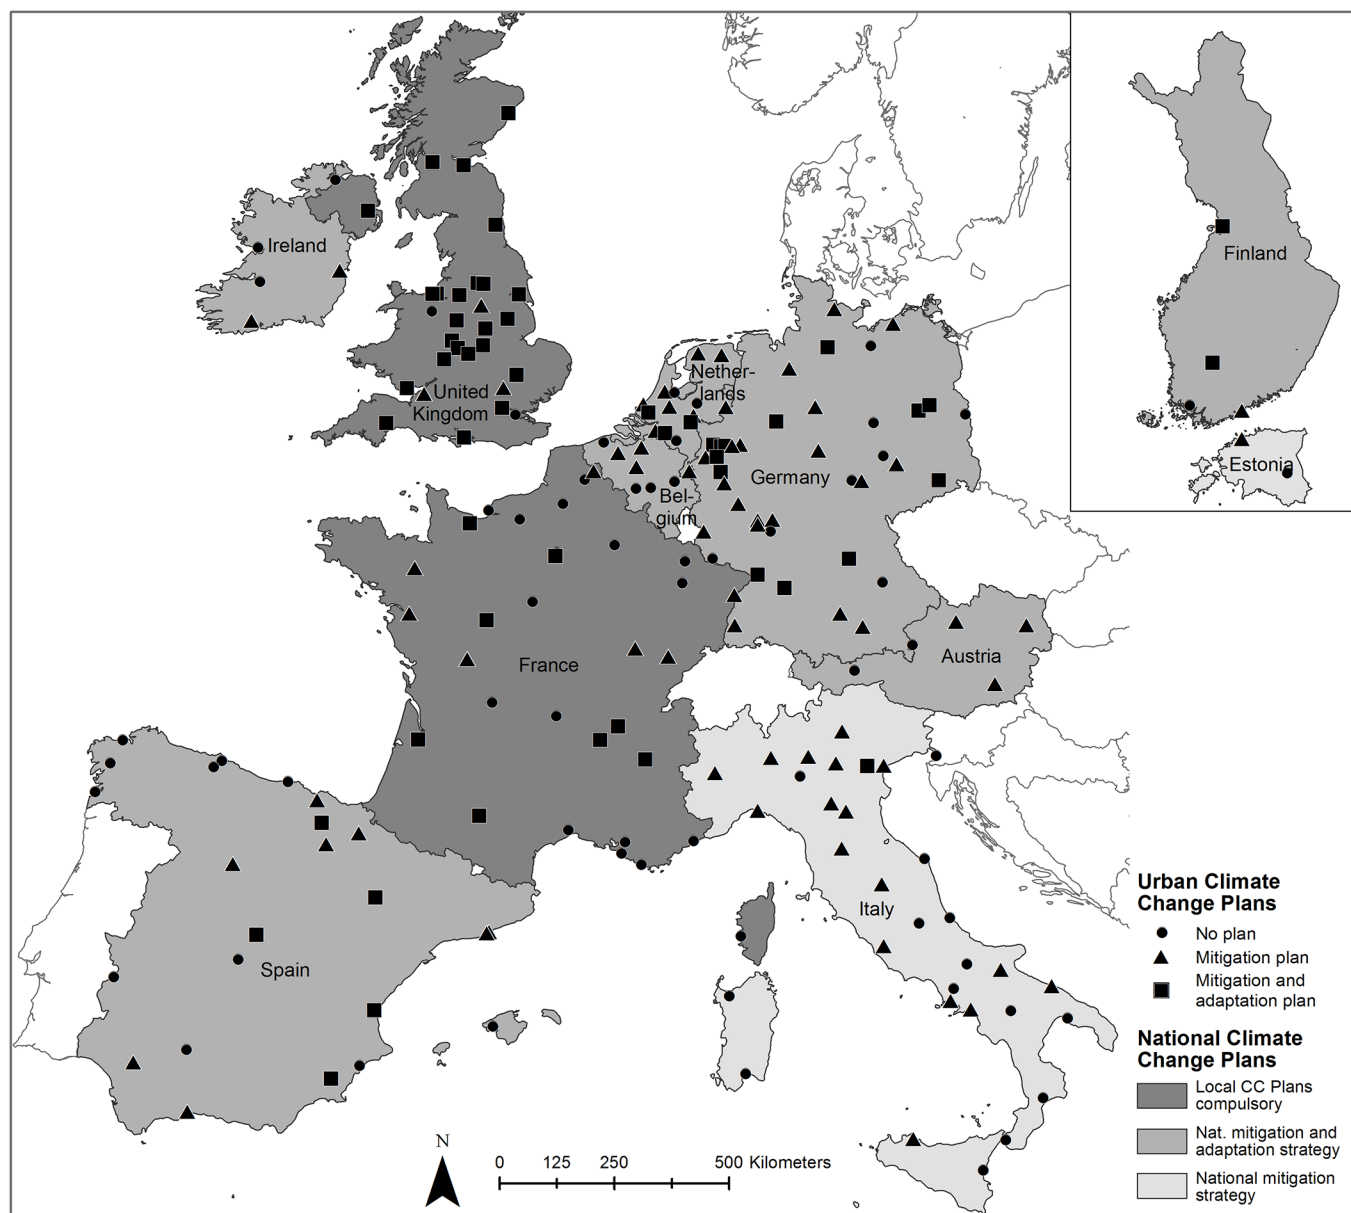 Finland
Ireland
Estonia
Nether-
lands
United
Kingdom
Germany
Bel-
gium
Austria
France
Italy
Spain
Urban Climate
Change Plans
No plan
Mitigation plan
Mitigation and
adaptation plan
National Climate
Change Plans
Local CC Plans
compulsory
Nat. mitigation and
adaptation strategy
National mitigation
strategy
N
0 125 250 500 Kilometers